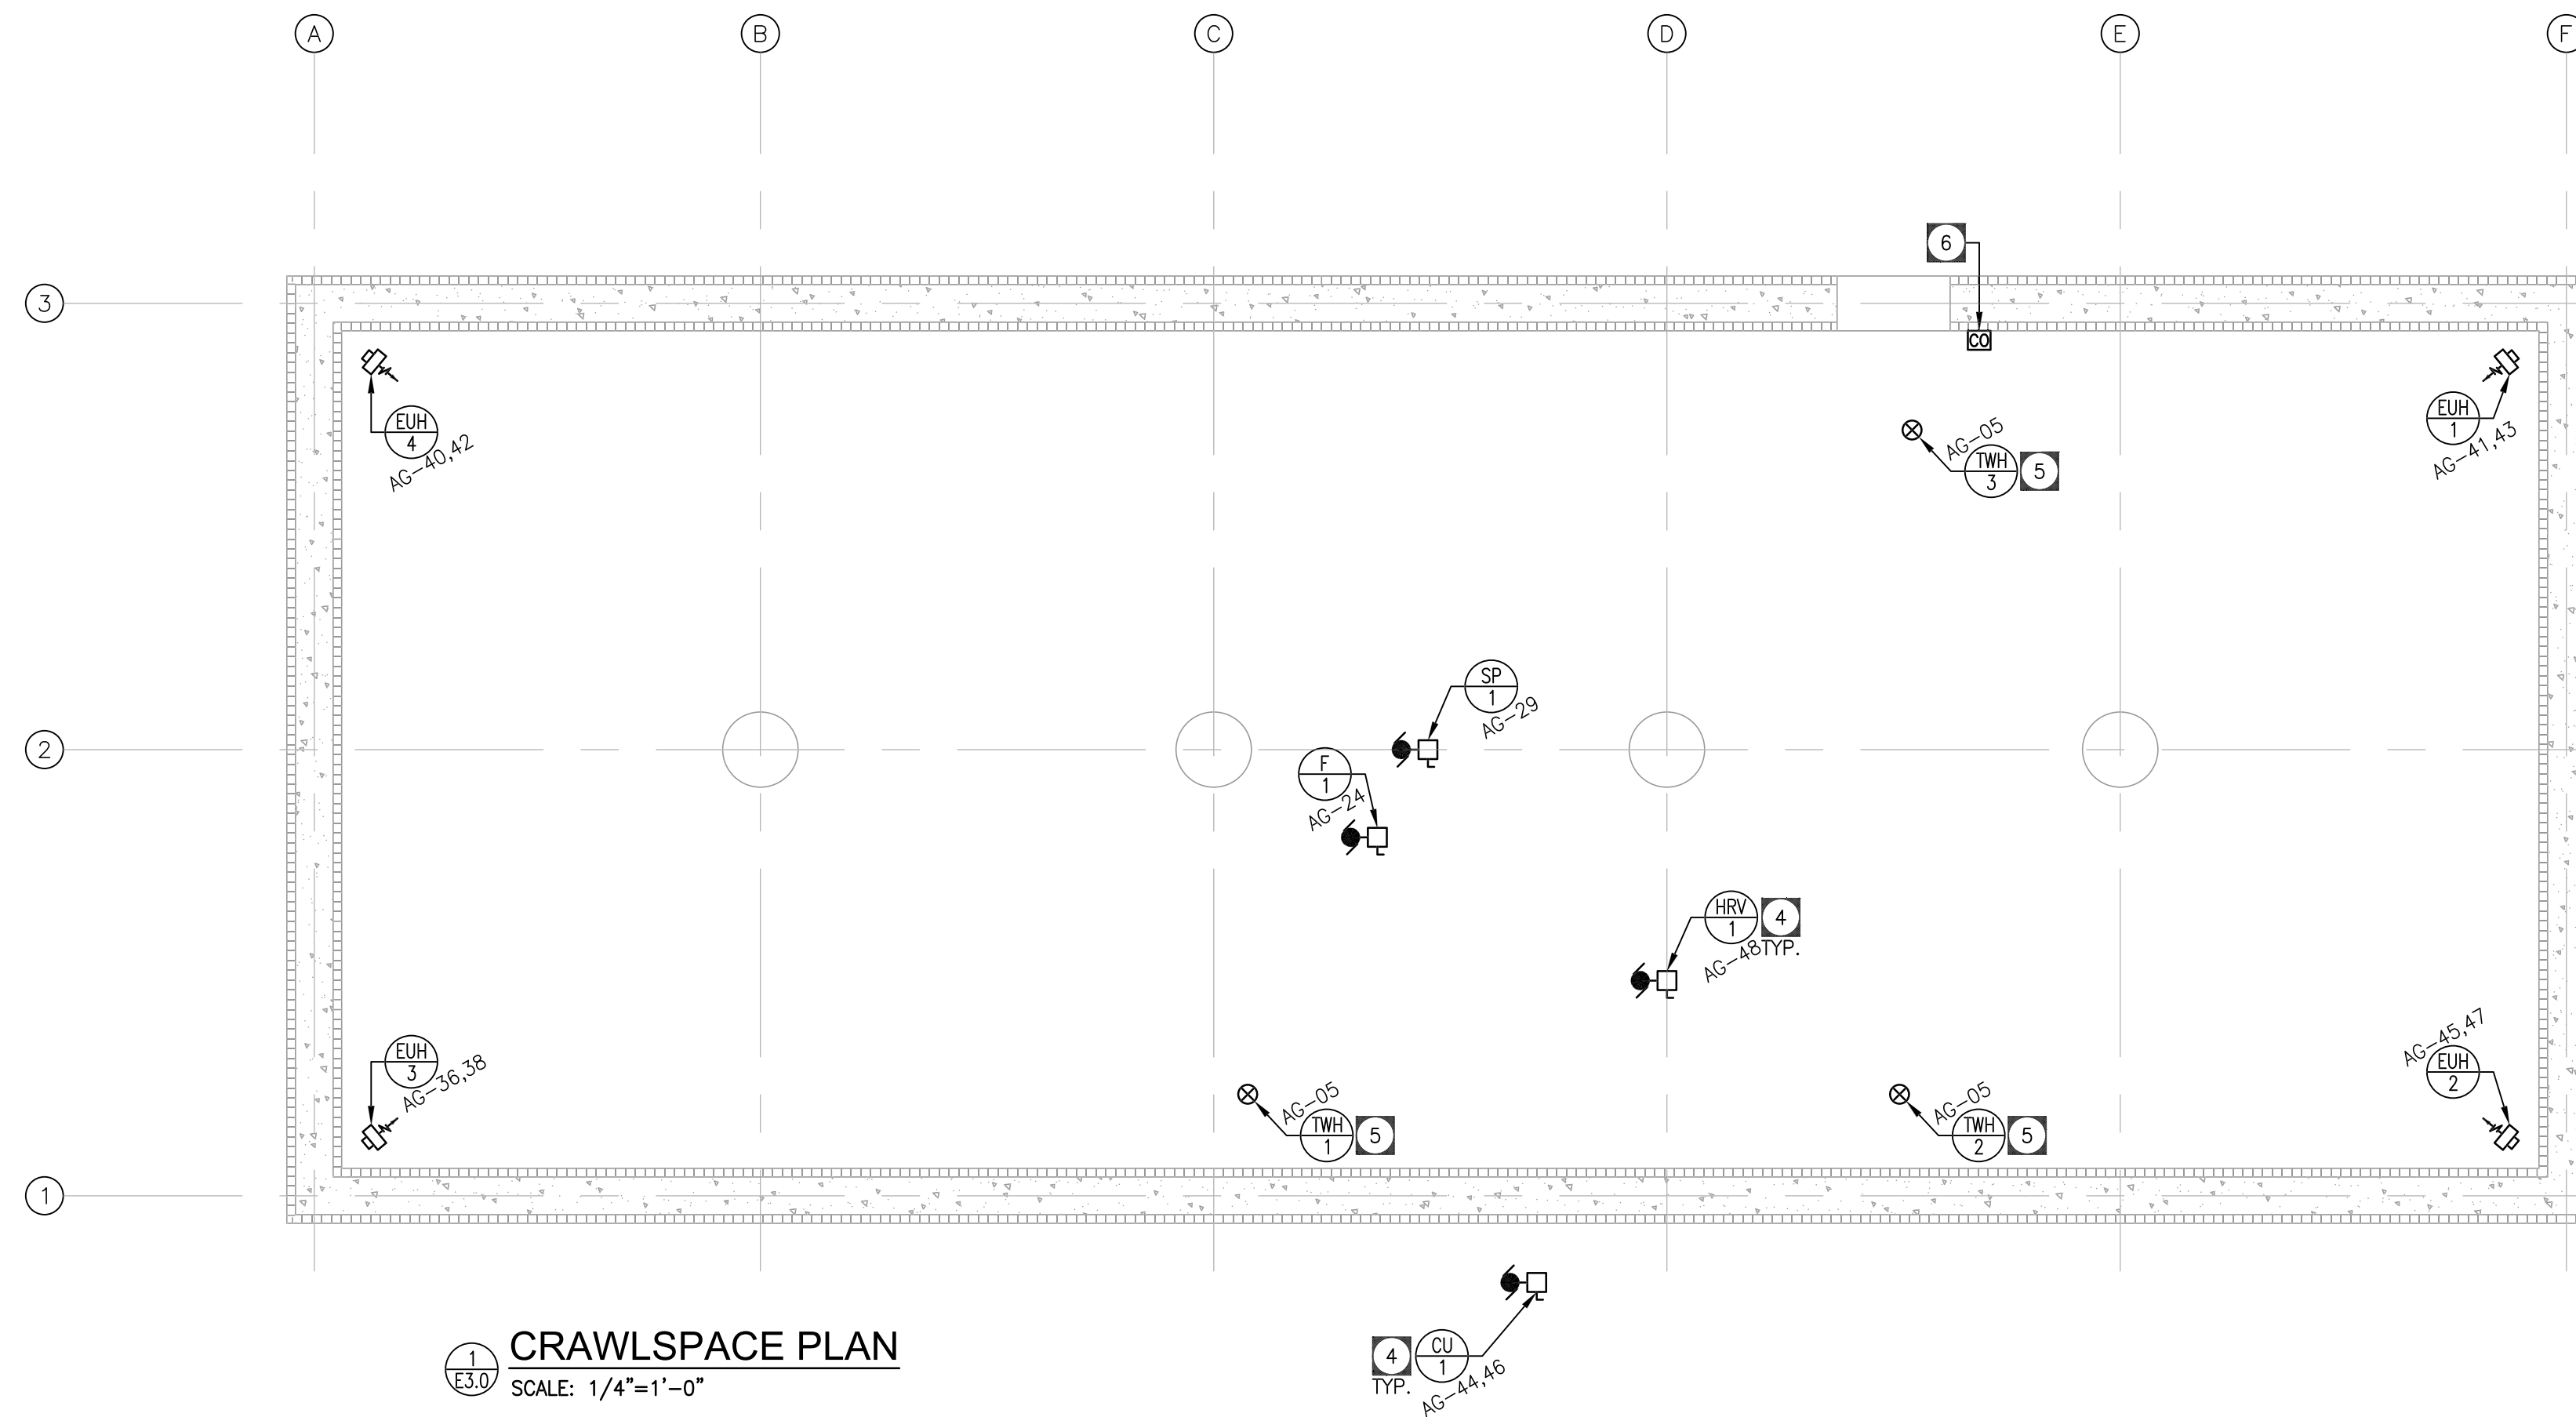 A
B
C
D
E
F
6
3
CO
EUH
4
AG-40,42
AG-05
TWH
3
5
EUH
1
AG-41,43
SP
1
AG-29
2
F
1
AG-24
HRV
1
4
AG-48
TYP.
EUH
3
AG-36,38
AG-05
TWH
1
5
AG-05
TWH
2
5
AG-45,47
EUH
2
1
1
E3.0
CRAWLSPACE PLAN
SCALE: 1/4"=1'-0"
4
TYP.
CU
1
AG-44,46